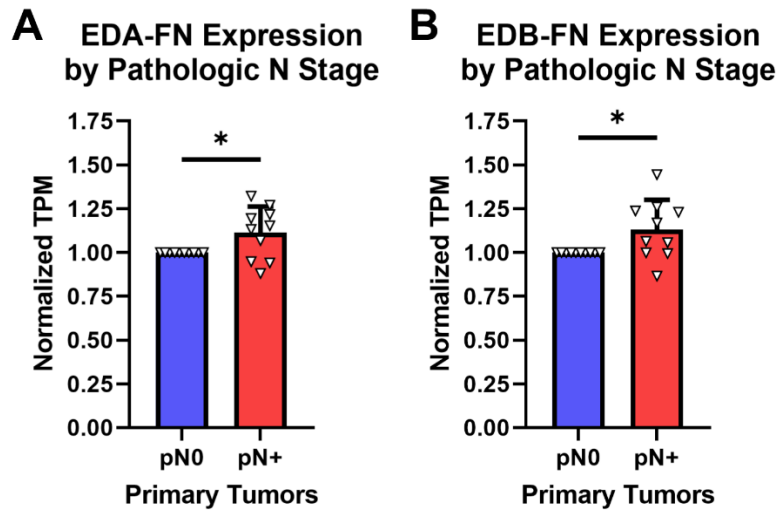 A
EDA-FN Expression
by Pathologic N Stage
Normalized TPM
1.75
1.50
1.25
1.00
0.75
0.50
0.25
0.00
*
pN0 pN+
Primary Tumors
B
EDB-FN Expression
by Pathologic N Stage
Normalized TPM
1.75
1.50
1.25
1.00
0.75
0.50
0.25
0.00
*
pN0 pN+
Primary Tumors